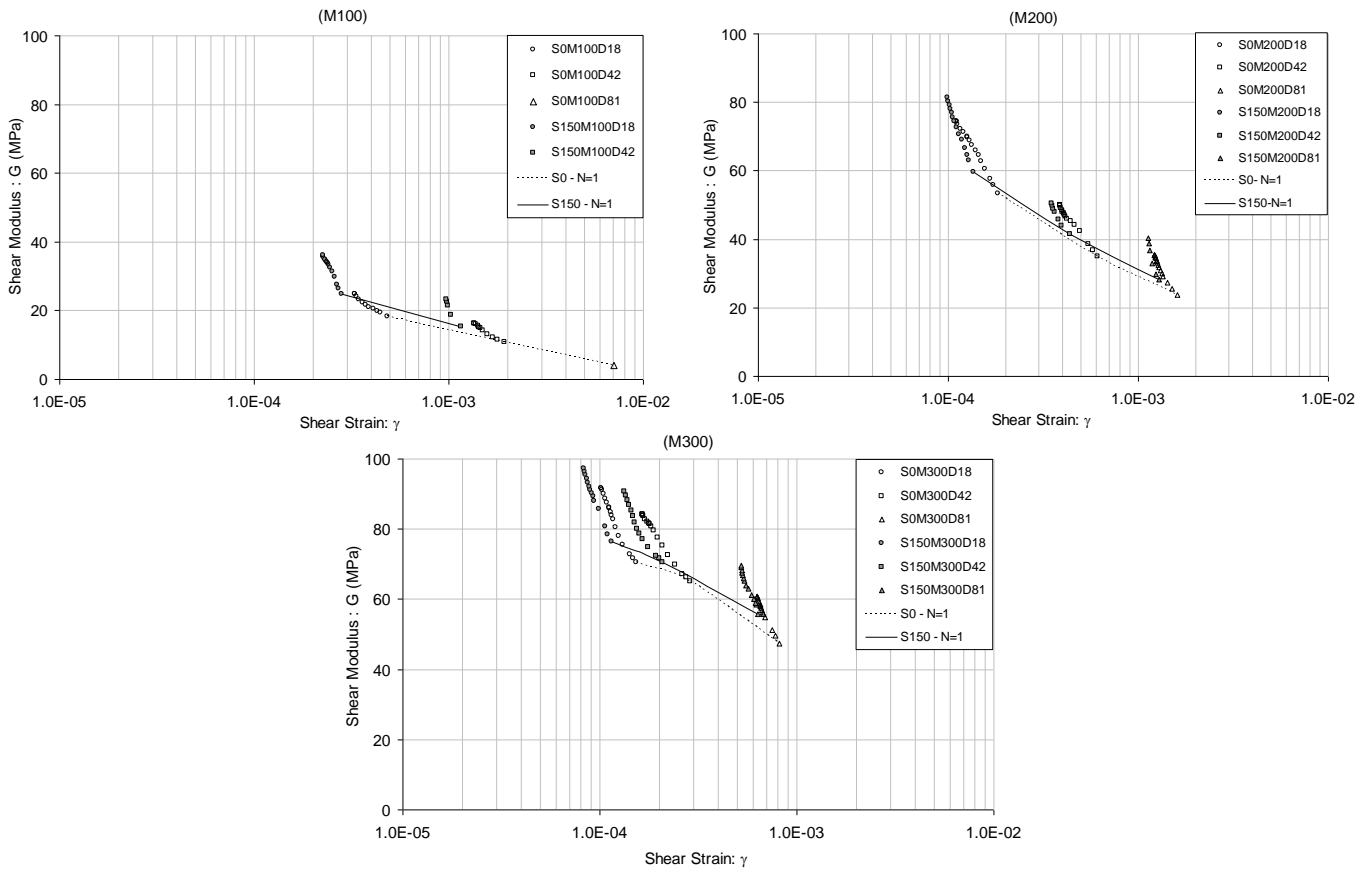 (M100)
100
80
60
40
20
0
Shear Modulus : G (MPa)
1.0E-05
1.0E-04
1.0E-03
1.0E-02
Shear Strain: γ
S0M100D18
S0M100D42
S0M100D81
S150M100D18
S150M100D42
S0 - N=1
S150 - N=1
(M200)
100
80
60
40
20
0
Shear Modulus : G (MPa)
1.0E-05
1.0E-04
1.0E-03
1.0E-02
Shear Strain: γ
S0M200D18
S0M200D42
S0M200D81
S150M200D18
S150M200D42
S150M200D81
S0 - N=1
S150-N=1
(M300)
100
80
60
40
20
0
Shear Modulus : G (MPa)
1.0E-05
1.0E-04
1.0E-03
1.0E-02
Shear Strain: γ
S0M300D18
S0M300D42
S0M300D81
S150M300D18
S150M300D42
S150M300D81
S0 - N=1
S150 - N=1